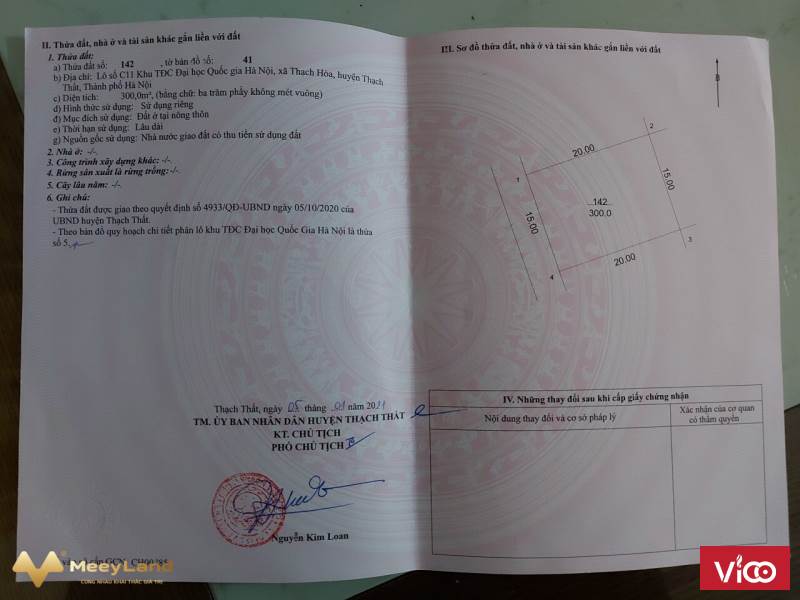 II. Thửa đất, nhà ở và tài sản khác gắn liền với đất
1. Thửa đất:
a) Thửa đất số: 142 , tờ bản đồ số: 41
b) Địa chỉ: Lô số C11 Khu TĐC Đại học Quốc gia Hà Nội, xã Thạch Hòa, huyện Thạch
Thất, Thành phố Hà Nội
c) Diện tích: 300,0m², (bằng chữ: ba trăm phẩy không mét vuông)
d) Hình thức sử dụng: Sử dụng riêng
đ) Mục đích sử dụng: Đất ở tại nông thôn
e) Thời hạn sử dụng: Lâu dài
g) Nguồn gốc sử dụng: Nhà nước giao đất có thu tiền sử dụng đất
2. Nhà ở: -/-.
3. Công trình xây dựng khác: -/-.
4. Rừng sản xuất là rừng trồng: -/-.
5. Cây lâu năm: -/-.
6. Ghi chú:
- Thửa đất được giao theo quyết định số 4933/QĐ-UBND ngày 05/10/2020 của
UBND huyện Thạch Thất.
- Theo bản đồ quy hoạch chi tiết phân lô khu TĐC Đại học Quốc Gia Hà Nội là thửa
số 5.
Thạch Thất, ngày 05 tháng 01 năm 2021
TM. ỦY BAN NHÂN DÂN HUYỆN THẠCH THẤT
KT. CHỦ TỊCH
PHÓ CHỦ TỊCH
Nguyễn Kim Loan
MeeyLand
CÙNG NHAU KHAI THÁC GIÁ TRỊ
III. Sơ đồ thửa đất, nhà ở và tài sản khác gắn liền với đất
B
1
20.00
2
15.00
142
300,0
15.00
3
20.00
4
IV. Những thay đổi sau khi cấp giấy chứng nhận
Nội dung thay đổi và cơ sở pháp lý
Xác nhận của cơ quan
có thẩm quyền
ViCO